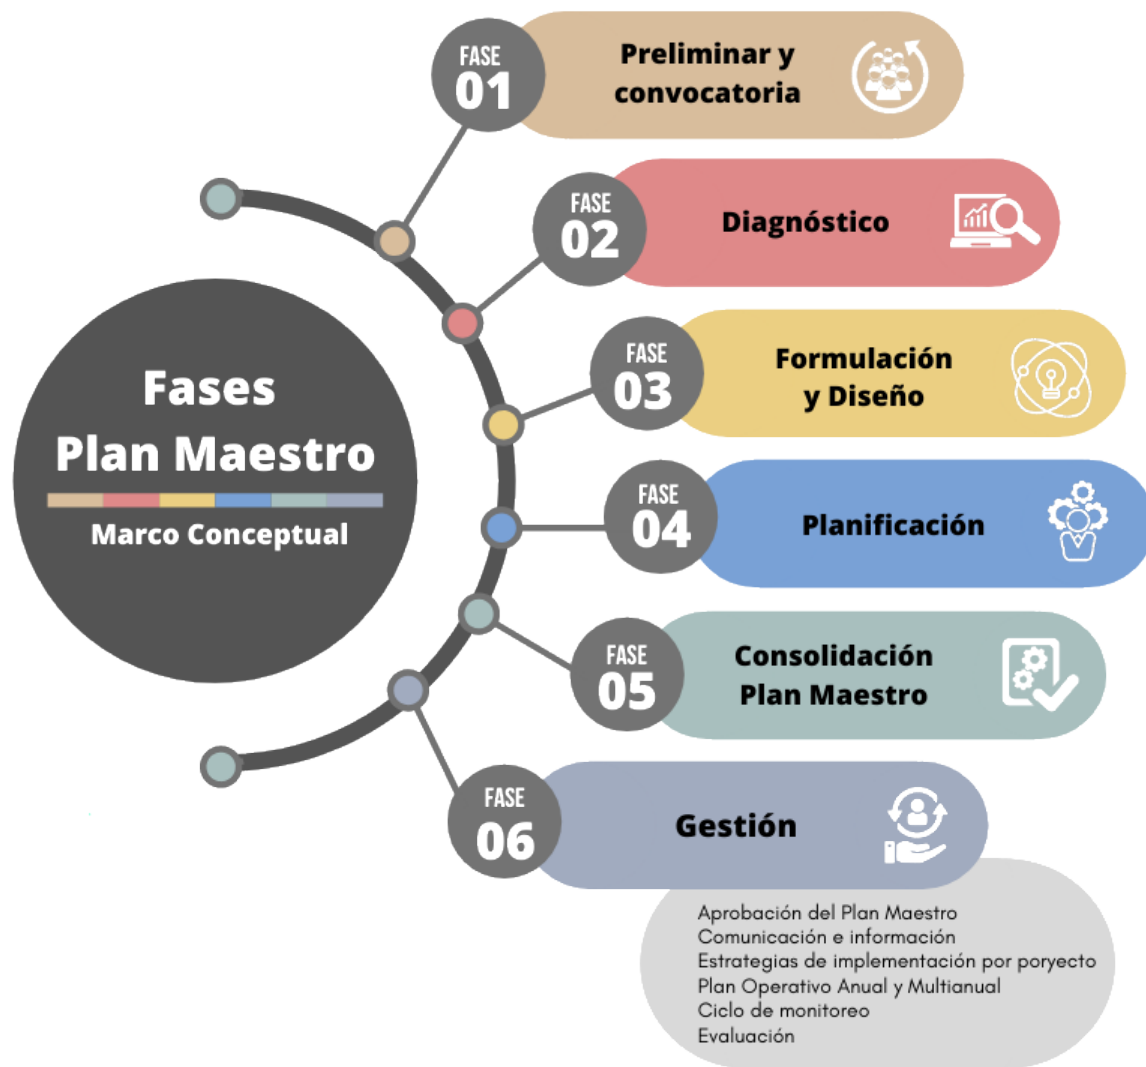 FASE
01
Preliminar y
convocatoria
FASE
02
Diagnóstico
Fases
Plan Maestro
Marco Conceptual
FASE
03
Formulación
y Diseño
FASE
04
Planificación
FASE
05
Consolidación
Plan Maestro
FASE
06
Gestión
Aprobación del Plan Maestro
Comunicación e información
Estrategias de implementación por poryecto
Plan Operativo Anual y Multianual
Ciclo de monitoreo
Evaluación